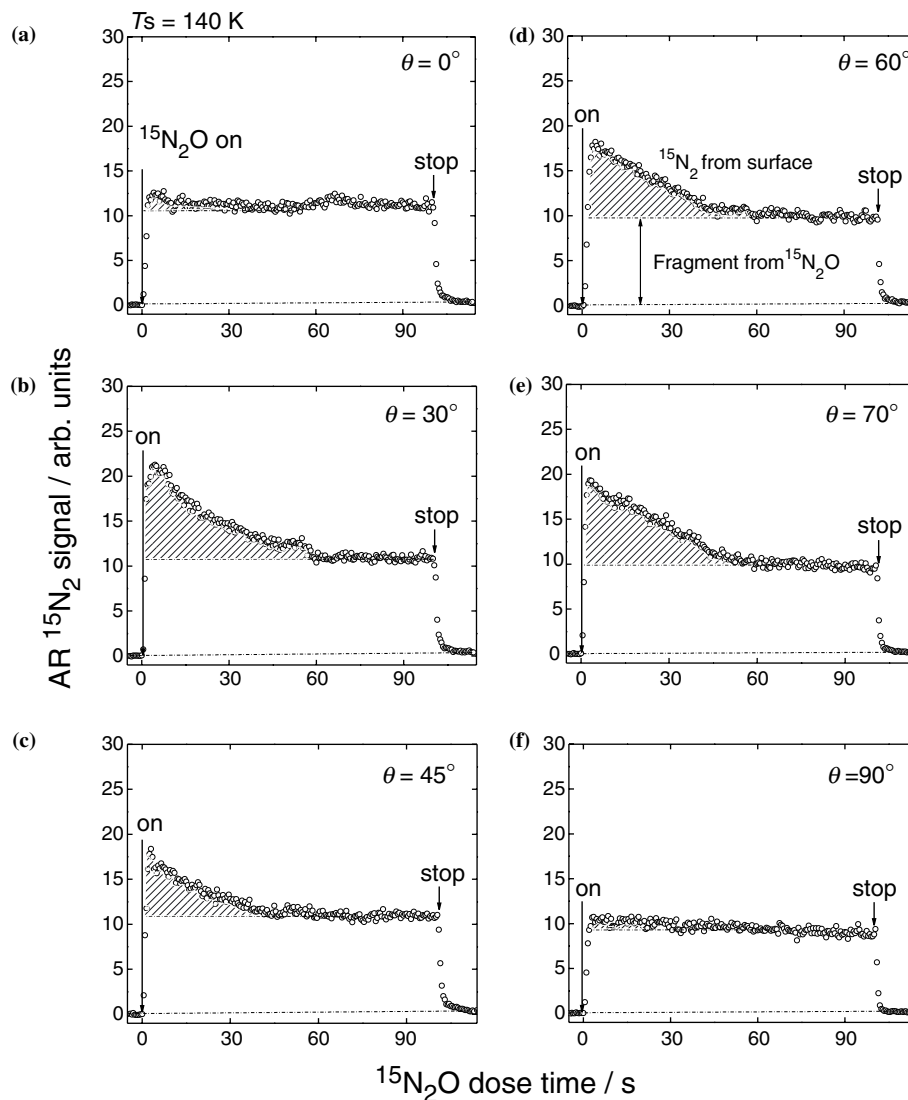 (a)
Ts = 140 K
30
25
20
15
10
5
0
θ = 0°
¹⁵N₂O on
stop
0
30
60
90
(d)
30
25
20
15
10
5
0
θ = 60°
on
¹⁵N₂ from surface
stop
Fragment from ¹⁵N₂O
0
30
60
90
(b)
30
25
20
15
10
5
0
θ = 30°
on
stop
0
30
60
90
(e)
30
25
20
15
10
5
0
θ = 70°
on
stop
0
30
60
90
(c)
30
25
20
15
10
5
0
θ = 45°
on
stop
0
30
60
90
(f)
30
25
20
15
10
5
0
θ =90°
on
stop
0
30
60
90
AR ¹⁵N₂ signal / arb. units
¹⁵N₂O dose time / s